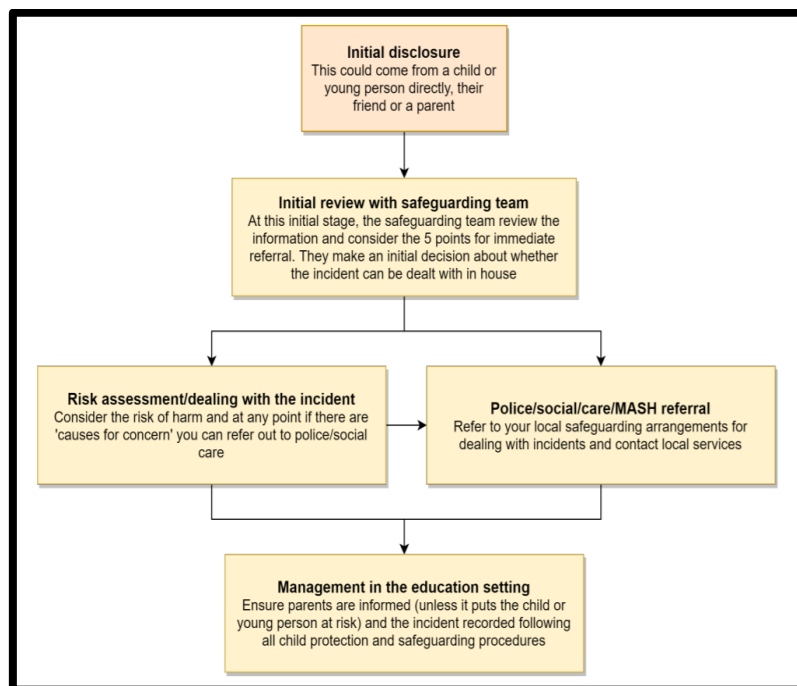 Initial disclosure
This could come from a child or
young person directly, their
friend or a parent
Initial review with safeguarding team
At this initial stage, the safeguarding team review the
information and consider the 5 points for immediate
referral. They make an initial decision about whether
the incident can be dealt with in house
Risk assessment/dealing with the incident
Consider the risk of harm and at any point if there are
'causes for concern' you can refer out to police/social
care
Police/social/care/MASH referral
Refer to your local safeguarding arrangements for
dealing with incidents and contact local services
Management in the education setting
Ensure parents are informed (unless it puts the child or
young person at risk) and the incident recorded following
all child protection and safeguarding procedures